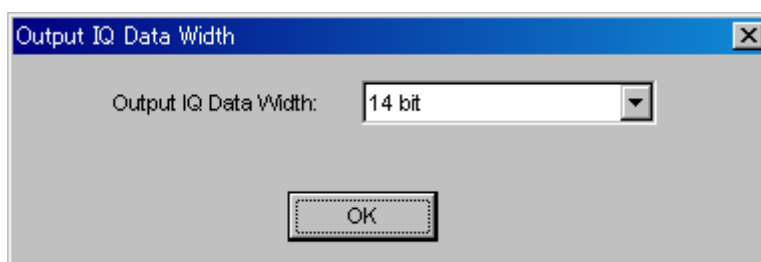 Output IQ Data Width
Output IQ Data Width: 14 bit
OK